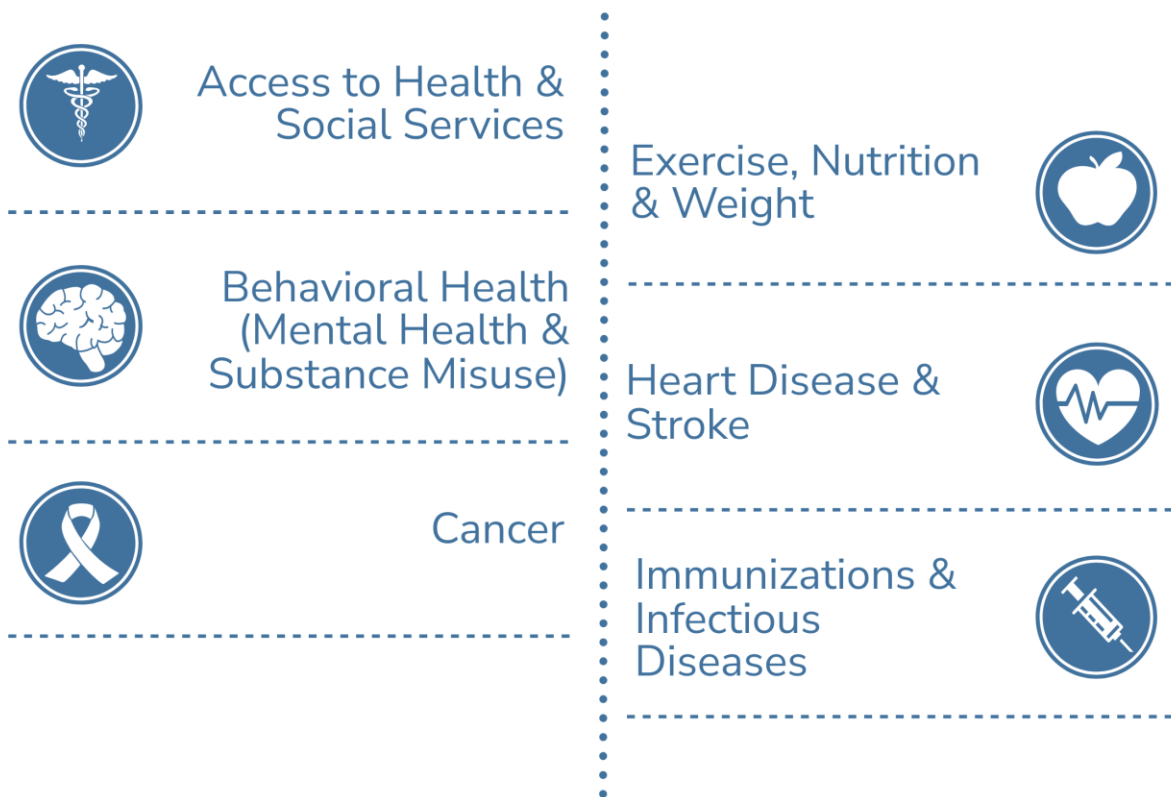 Access to Health &
Social Services
Behavioral Health
(Mental Health &
Substance Misuse)
Cancer
Exercise, Nutrition
& Weight
Heart Disease &
Stroke
Immunizations &
Infectious
Diseases